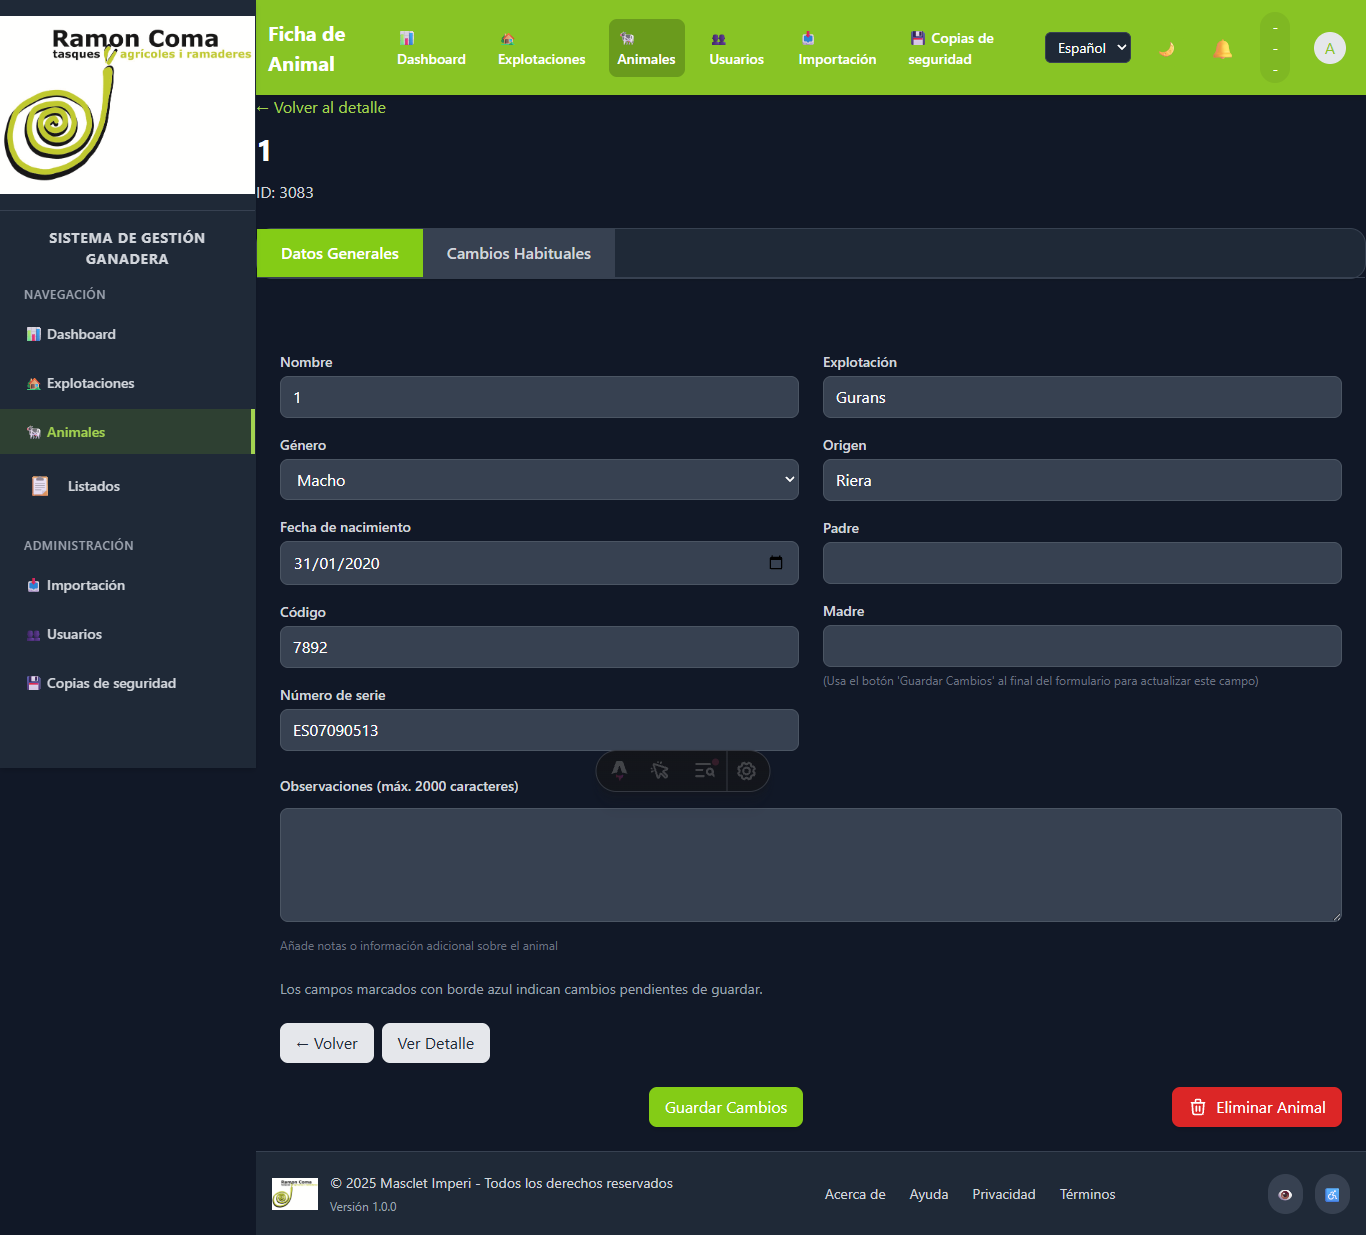 Ramon Coma
tasques agrícoles i ramaderes
SISTEMA DE GESTIÓN
GANADERA
NAVEGACIÓN
Dashboard
Explotaciones
Animales
Listados
ADMINISTRACIÓN
Importación
Usuarios
Copias de seguridad
Ficha de
Animal
Dashboard
Explotaciones
Animales
Usuarios
Importación
Copias de
seguridad
Español
-
-
-
A
← Volver al detalle
1
ID: 3083
Datos Generales
Cambios Habituales
Nombre
1
Explotación
Gurans
Género
Macho
Origen
Riera
Fecha de nacimiento
31/01/2020
Padre
Código
7892
Madre
(Usa el botón 'Guardar Cambios' al final del formulario para actualizar este campo)
Número de serie
ES07090513
Observaciones (máx. 2000 caracteres)
Añade notas o información adicional sobre el animal
Los campos marcados con borde azul indican cambios pendientes de guardar.
← Volver
Ver Detalle
Guardar Cambios
Eliminar Animal
Ramon Coma
© 2025 Masclet Imperi - Todos los derechos reservados
Versión 1.0.0
Acerca de
Ayuda
Privacidad
Términos